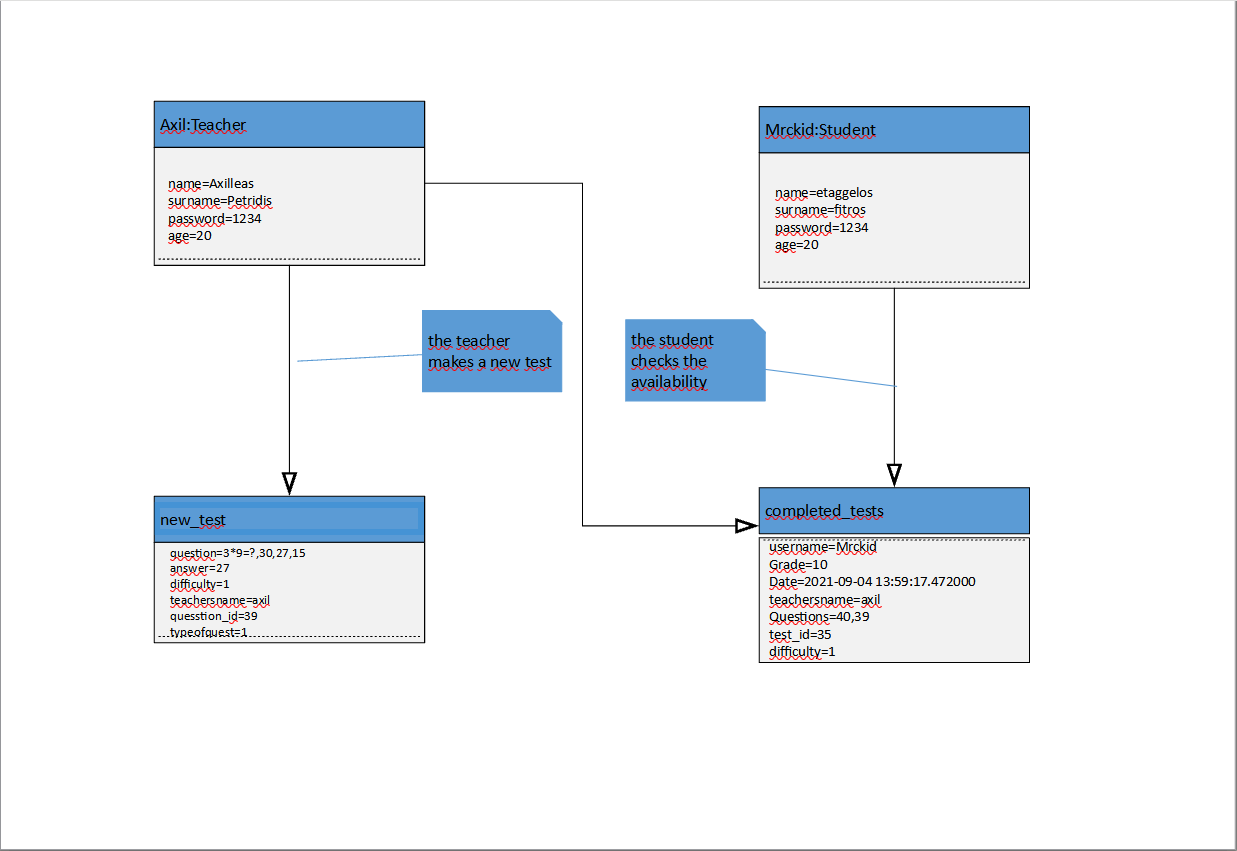 Axil:Teacher
name=Axilleas
surname=Petridis
password=1234
age=20
Mrckid:Student
name=etaggelos
surname=fitros
password=1234
age=20
the teacher
makes a new test
the student
checks the
availability
new_test
question=3*9=?,30,27,15
answer=27
difficulty=1
teachersname=axil
quesstion_id=39
typeofquest=1
completed_tests
username=Mrckid
Grade=10
Date=2021-09-04 13:59:17.472000
teachersname=axil
Questions=40,39
test_id=35
difficulty=1